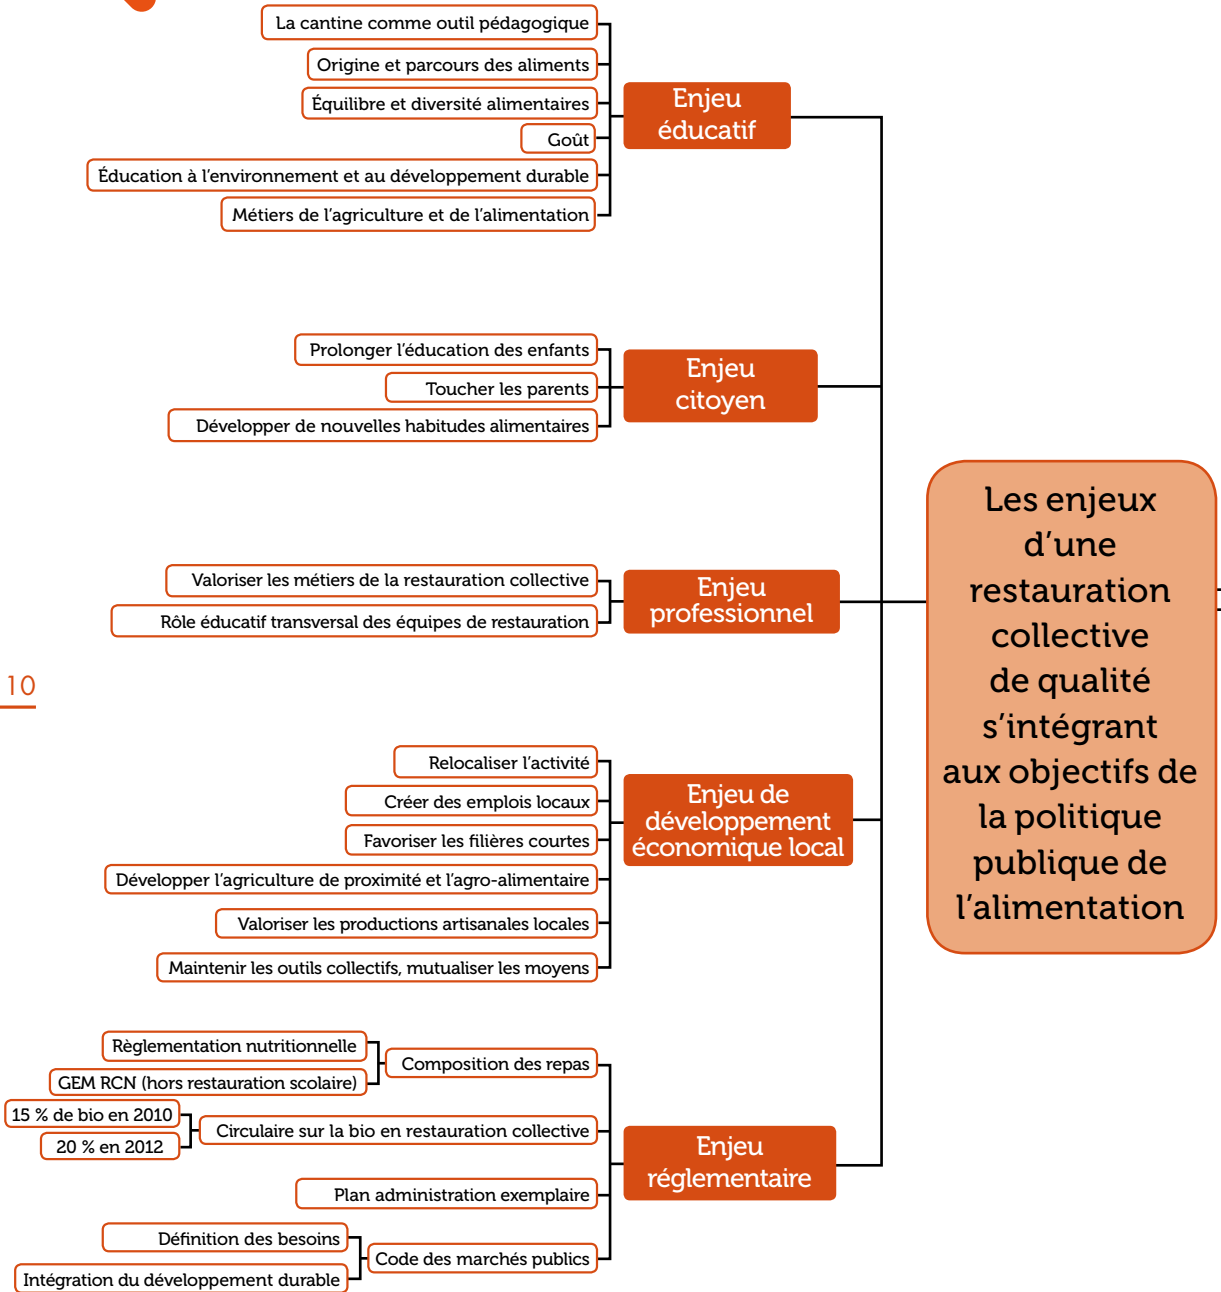 La cantine comme outil pédagogique
Origine et parcours des aliments
Équilibre et diversité alimentaires
Goût
Éducation à l'environnement et au développement durable
Métiers de l'agriculture et de l'alimentation
Enjeu
éducatif
Prolonger l'éducation des enfants
Toucher les parents
Développer de nouvelles habitudes alimentaires
Enjeu
citoyen
Valoriser les métiers de la restauration collective
Rôle éducatif transversal des équipes de restauration
Enjeu
professionnel
10
Relocaliser l'activité
Créer des emplois locaux
Favoriser les filières courtes
Développer l'agriculture de proximité et l'agro-alimentaire
Valoriser les productions artisanales locales
Maintenir les outils collectifs, mutualiser les moyens
Enjeu de
développement
économique local
Règlementation nutritionnelle
GEM RCN (hors restauration scolaire)
Composition des repas
15 % de bio en 2010
20 % en 2012
Circulaire sur la bio en restauration collective
Plan administration exemplaire
Définition des besoins
Intégration du développement durable
Code des marchés publics
Enjeu
réglementaire
Les enjeux
d'une
restauration
collective
de qualité
s'intégrant
aux objectifs de
la politique
publique de
l'alimentation